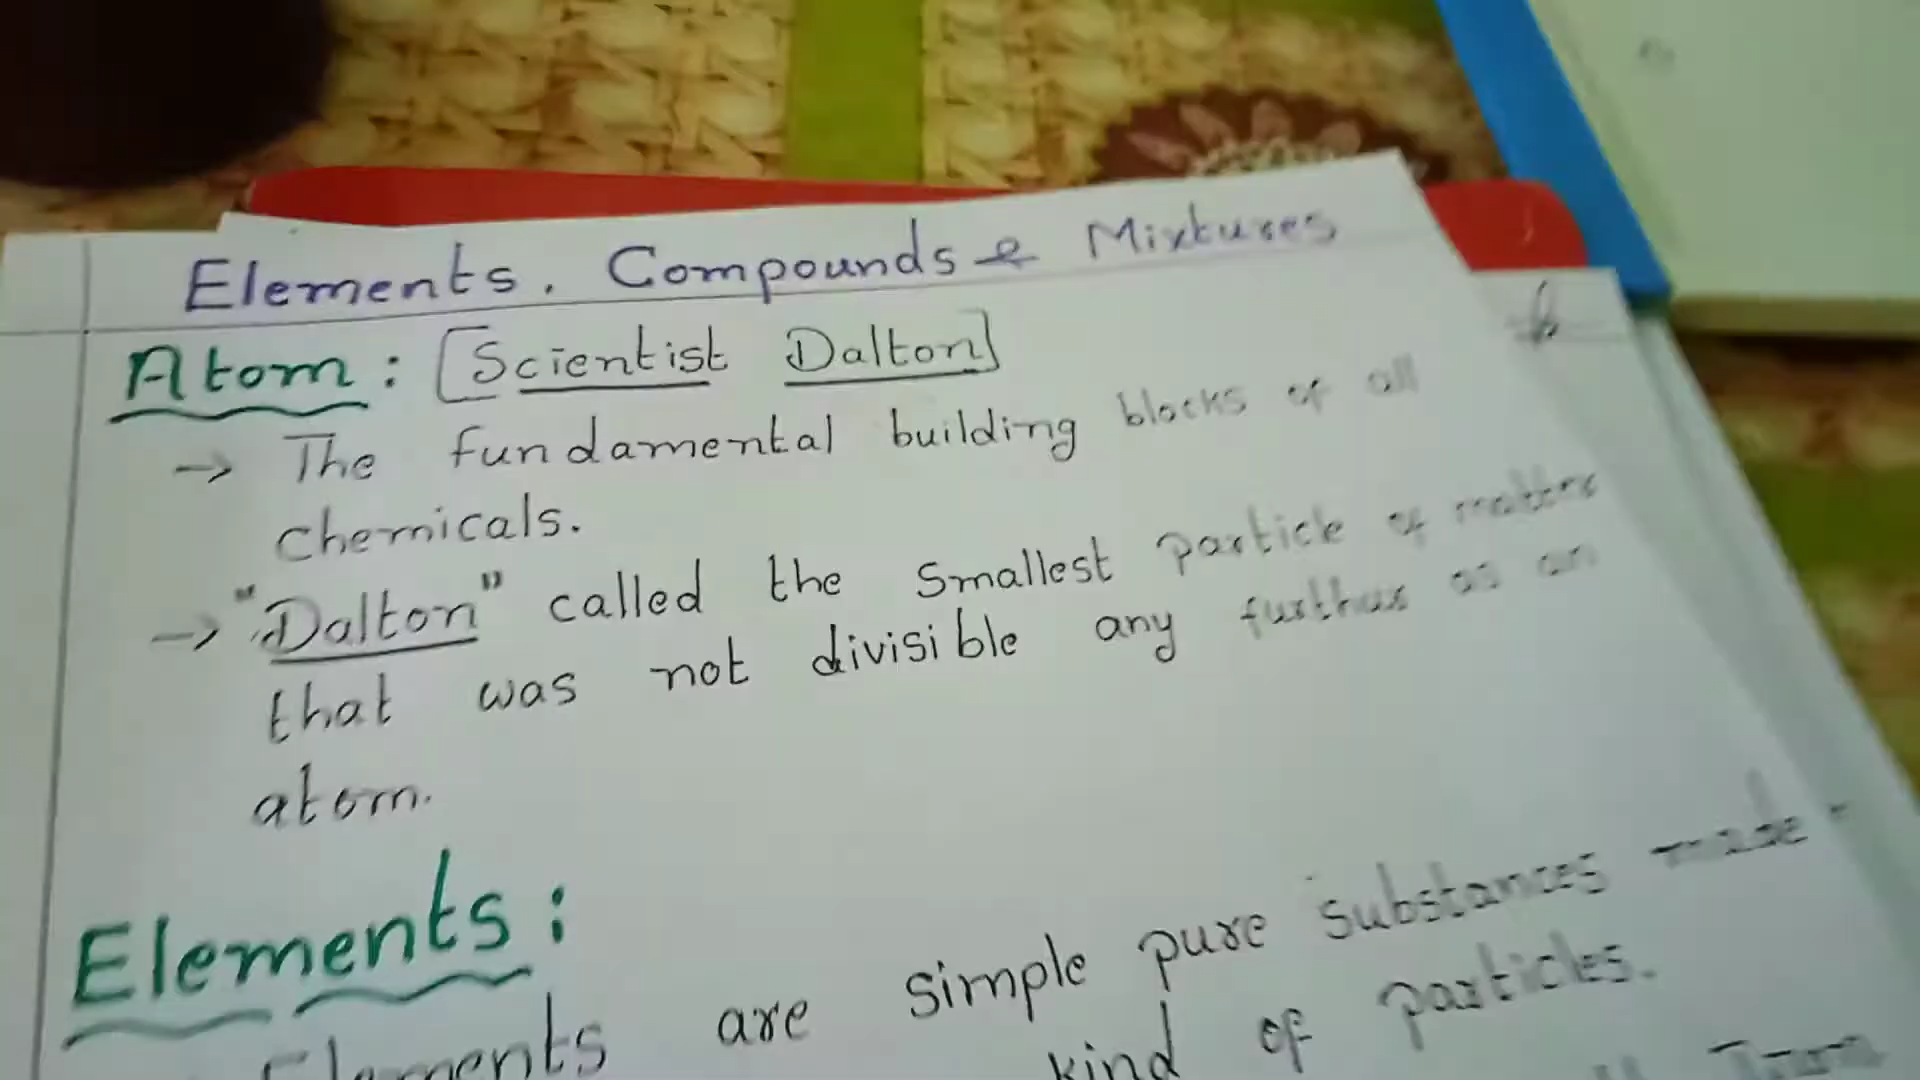 Elements. Compounds & Mixtures
Atom: [Scientist Dalton]
→ The fundamental building blocks of all
chemicals.
→ "Dalton" called the smallest particle of matter
that was not divisible any further as an
atom.
Elements:
Elements are simple pure substances made -
kind of particles.